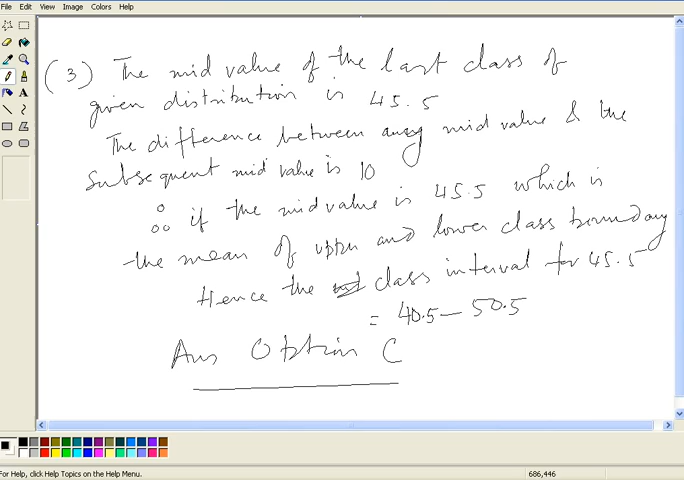 File Edit View Image Colors Help
(3) The mid value of the last class of
given distribution is 45.5
The difference between any mid value & the
subsequent mid value is 10
∴ if the mid value is 45.5 which is
the mean of upper and lower class boundary
Hence the class interval for 45.5
= 40.5 — 50.5
Ans Option C
For Help, click Help Topics on the Help Menu. 686,446